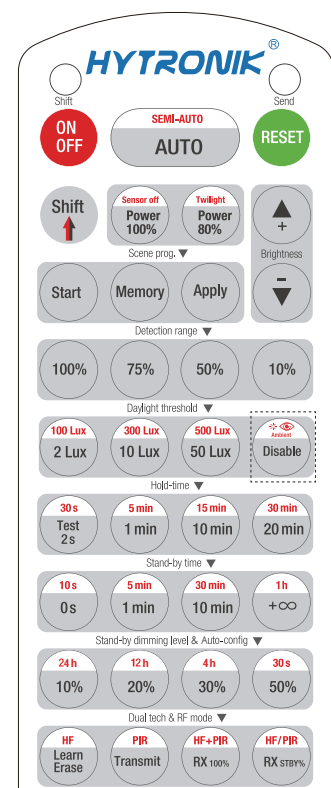 HYTRONIK®
Shift
Send
ON
OFF
SEMI-AUTO
AUTO
RESET
Shift
Sensor off
Power
100%
Twilight
Power
80%
+
Brightness
-
Scene prog. ▼
Start
Memory
Apply
Detection range ▼
100%
75%
50%
10%
Daylight threshold ▼
100 Lux
2 Lux
300 Lux
10 Lux
500 Lux
50 Lux
Ambient
Disable
Hold-time ▼
30 s
Test
2 s
5 min
1 min
15 min
10 min
30 min
20 min
Stand-by time ▼
10 s
0 s
5 min
1 min
30 min
10 min
1 h
+∞
Stand-by dimming level & Auto-config ▼
24 h
10%
12 h
20%
4 h
30%
30 s
50%
Dual tech & RF mode ▼
HF
Learn
Erase
PIR
Transmit
HF+PIR
RX 100%
HF/PIR
RX STBY%